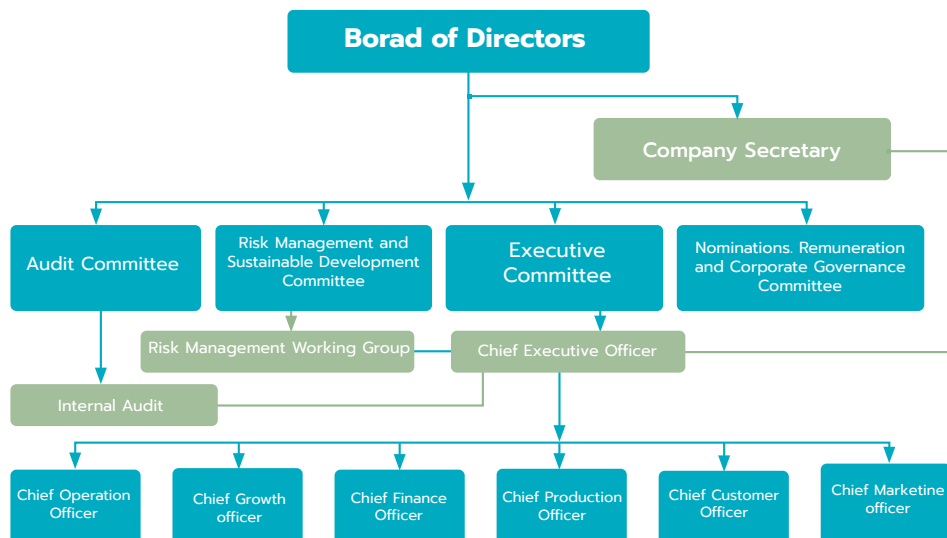 Borad of Directors
Company Secretary
Audit Committee
Risk Management and
Sustainable Development
Committee
Executive
Committee
Nominations. Remuneration
and Corporate Governance
Committee
Risk Management Working Group
Chief Executive Officer
Internal Audit
Chief Operation
Officer
Chief Growth
officer
Chief Finance
Officer
Chief Production
Officer
Chief Customer
Officer
Chief Marketine
officer